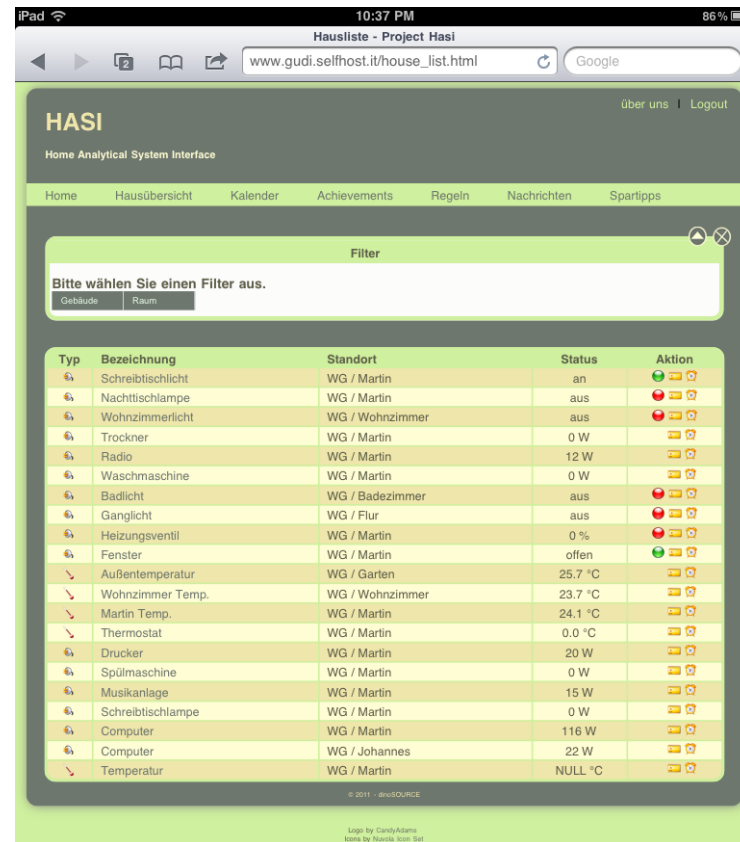 iPad 10:37 PM 86%
Hausliste - Project Hasi
2 www.gudi.selfhost.it/house_list.html Google
über uns | Logout
HASI
Home Analytical System Interface
Home Hausübersicht Kalender Achievements Regeln Nachrichten Spartipps
Filter
Bitte wählen Sie einen Filter aus.
Gebäude Raum
Typ Bezeichnung Standort Status Aktion
Schreibtischlicht WG / Martin an
Nachttischlampe WG / Martin aus
Wohnzimmerlicht WG / Wohnzimmer aus
Trockner WG / Martin 0 W
Radio WG / Martin 12 W
Waschmaschine WG / Martin 0 W
Badlicht WG / Badezimmer aus
Ganglicht WG / Flur aus
Heizungsventil WG / Martin 0 %
Fenster WG / Martin offen
Außentemperatur WG / Garten 25.7 °C
Wohnzimmer Temp. WG / Wohnzimmer 23.7 °C
Martin Temp. WG / Martin 24.1 °C
Thermostat WG / Martin 0.0 °C
Drucker WG / Martin 20 W
Spülmaschine WG / Martin 0 W
Musikanlage WG / Martin 15 W
Schreibtischlampe WG / Martin 0 W
Computer WG / Martin 116 W
Computer WG / Johannes 22 W
Temperatur WG / Martin NULL °C
© 2011 - dinoSOURCE
Logo by CandyAdams
Icons by Nuvola Icon Set